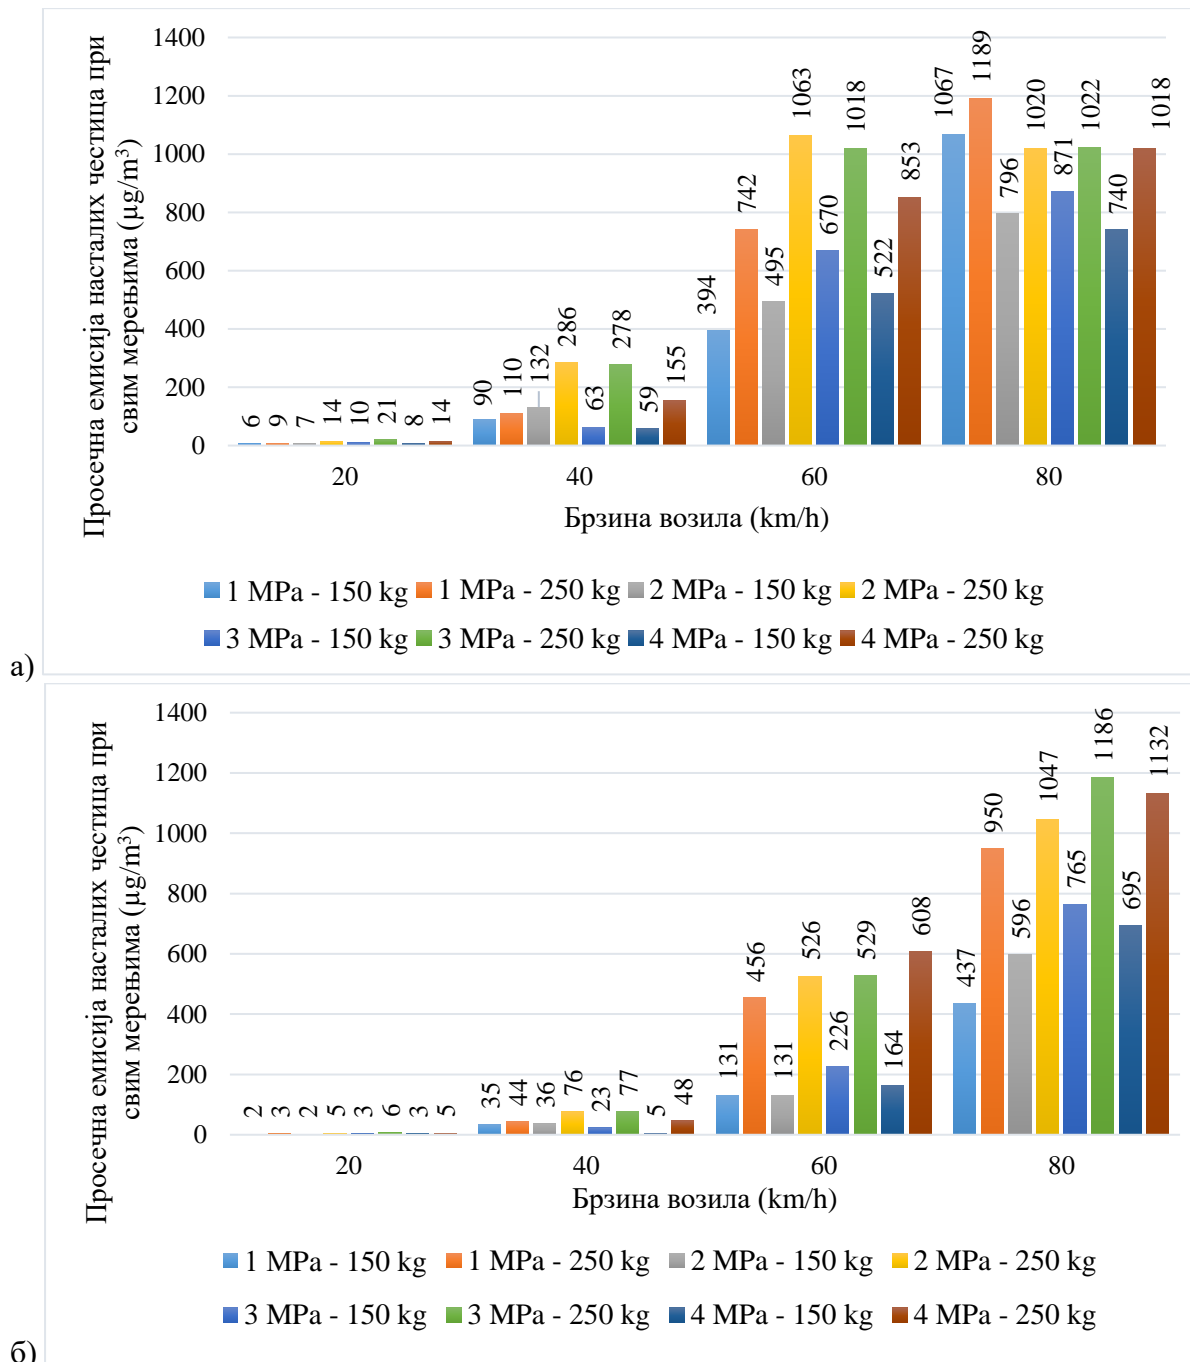 Просечна емисија насталих честица при
свим мерењима (µg/m³)
1400
1200
1000
800
600
400
200
0
6 9 7 14 10 21 8 14
90 110 132 286 63 278 59 155
394 742 495 1063 670 1018 522 853
1067 1189 796 1020 871 1022 740 1018
20 40 60 80
Брзина возила (km/h)
1 MPa - 150 kg 1 MPa - 250 kg 2 MPa - 150 kg 2 MPa - 250 kg
3 MPa - 150 kg 3 MPa - 250 kg 4 MPa - 150 kg 4 MPa - 250 kg
а)
Просечна емисија насталих честица при
свим мерењима (µg/m³)
1400
1200
1000
800
600
400
200
0
2 3 2 5 3 6 3 5
35 44 36 76 23 77 5 48
131 456 131 526 226 529 164 608
437 950 596 1047 765 1186 695 1132
20 40 60 80
Брзина возила (km/h)
1 MPa - 150 kg 1 MPa - 250 kg 2 MPa - 150 kg 2 MPa - 250 kg
3 MPa - 150 kg 3 MPa - 250 kg 4 MPa - 150 kg 4 MPa - 250 kg
б)